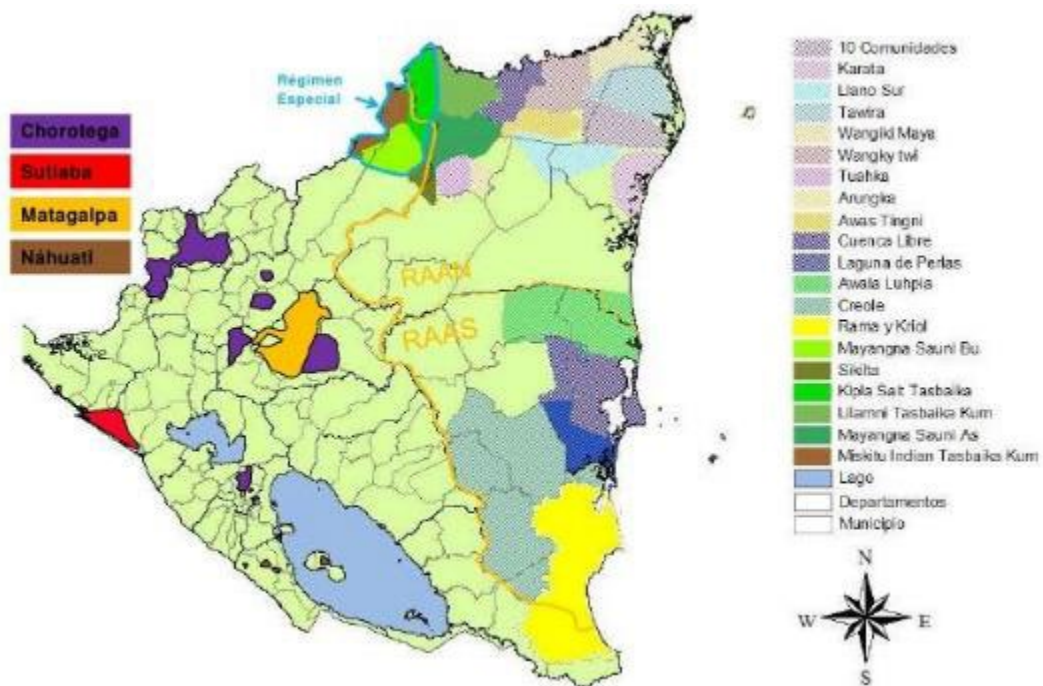 Régimen
Especial
Chorotega
Sutiaba
Matagalpa
Náhuatl
RAAN
RAAS
10 Comunidades
Karata
Llano Sur
Tawira
Wangki Maya
Wangky twi
Tuahka
Arungka
Awas Tingni
Cuenca Libre
Laguna de Perlas
Awala Luhpia
Creole
Rama y Kriol
Mayangna Sauni Bu
Sikilta
Kipla Sait Tasbaika
Lilamni Tasbaika Kum
Mayangna Sauni As
Miskitu Indian Tasbaika Kum
Lago
Departamentos
Municipio
N
W
E
S